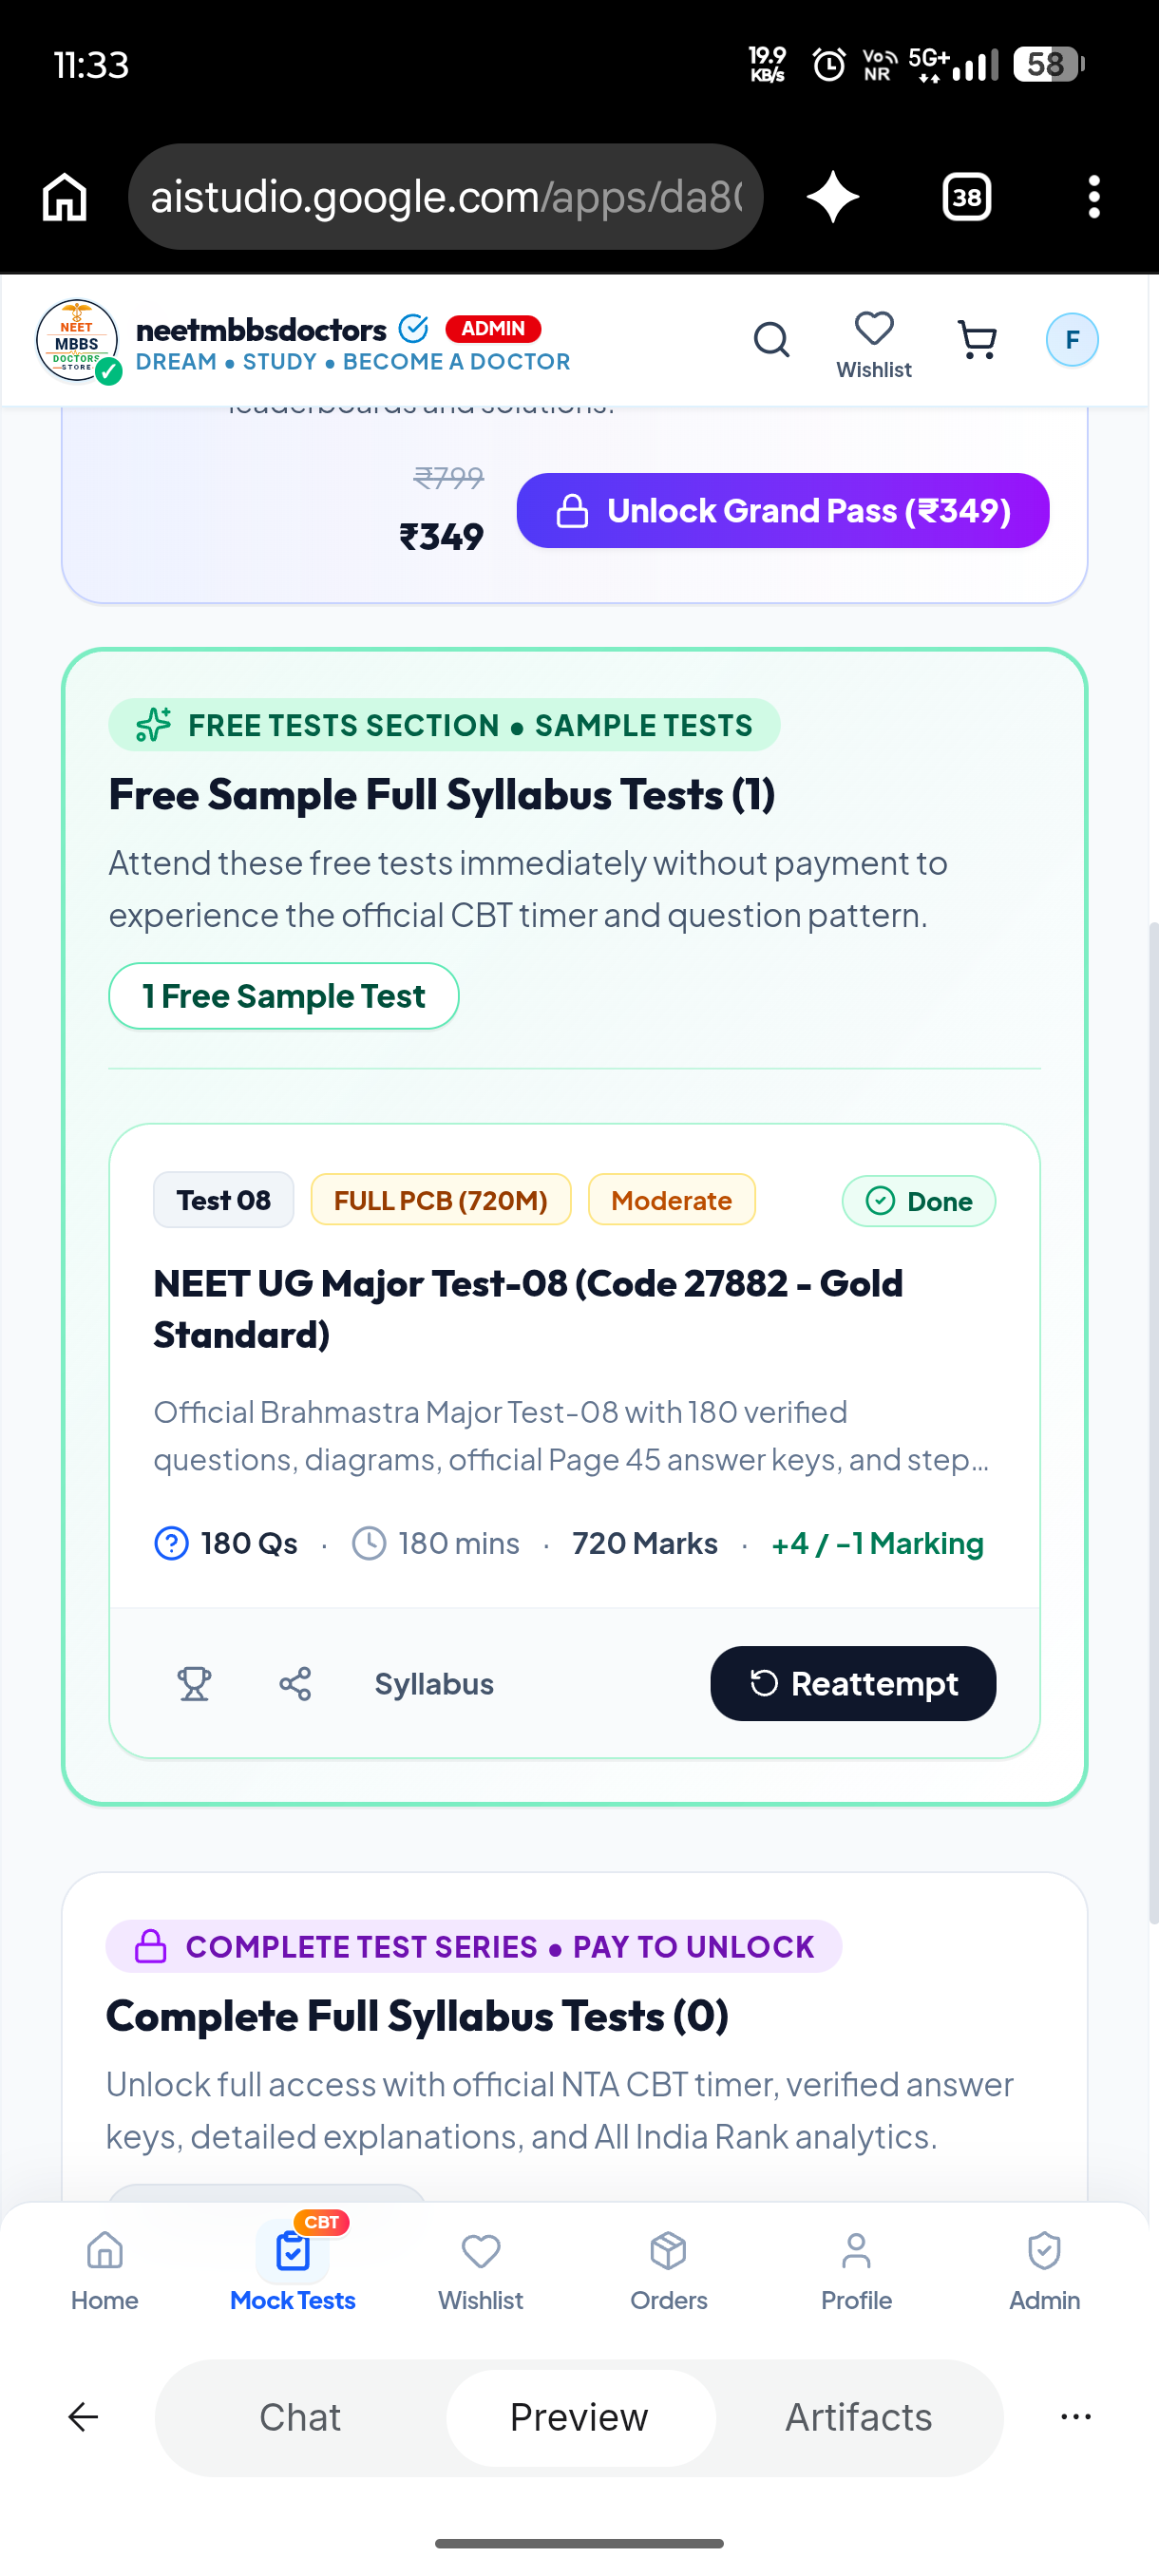 11:33
19.9
KB/s
Vo
NR
5G+
58
aistudio.google.com/apps/da8
38
NEET
MBBS
DOCTORS
STORE
neetmbbsdoctors
ADMIN
DREAM • STUDY • BECOME A DOCTOR
Wishlist
F
leaderboards and solutions.
₹799
₹349
Unlock Grand Pass (₹349)
FREE TESTS SECTION • SAMPLE TESTS
Free Sample Full Syllabus Tests (1)
Attend these free tests immediately without payment to
experience the official CBT timer and question pattern.
1 Free Sample Test
Test 08
FULL PCB (720M)
Moderate
Done
NEET UG Major Test-08 (Code 27882 - Gold
Standard)
Official Brahmastra Major Test-08 with 180 verified
questions, diagrams, official Page 45 answer keys, and step...
180 Qs · 180 mins · 720 Marks · +4 / -1 Marking
Syllabus
Reattempt
COMPLETE TEST SERIES • PAY TO UNLOCK
Complete Full Syllabus Tests (0)
Unlock full access with official NTA CBT timer, verified answer
keys, detailed explanations, and All India Rank analytics.
CBT
Home
Mock Tests
Wishlist
Orders
Profile
Admin
Chat
Preview
Artifacts